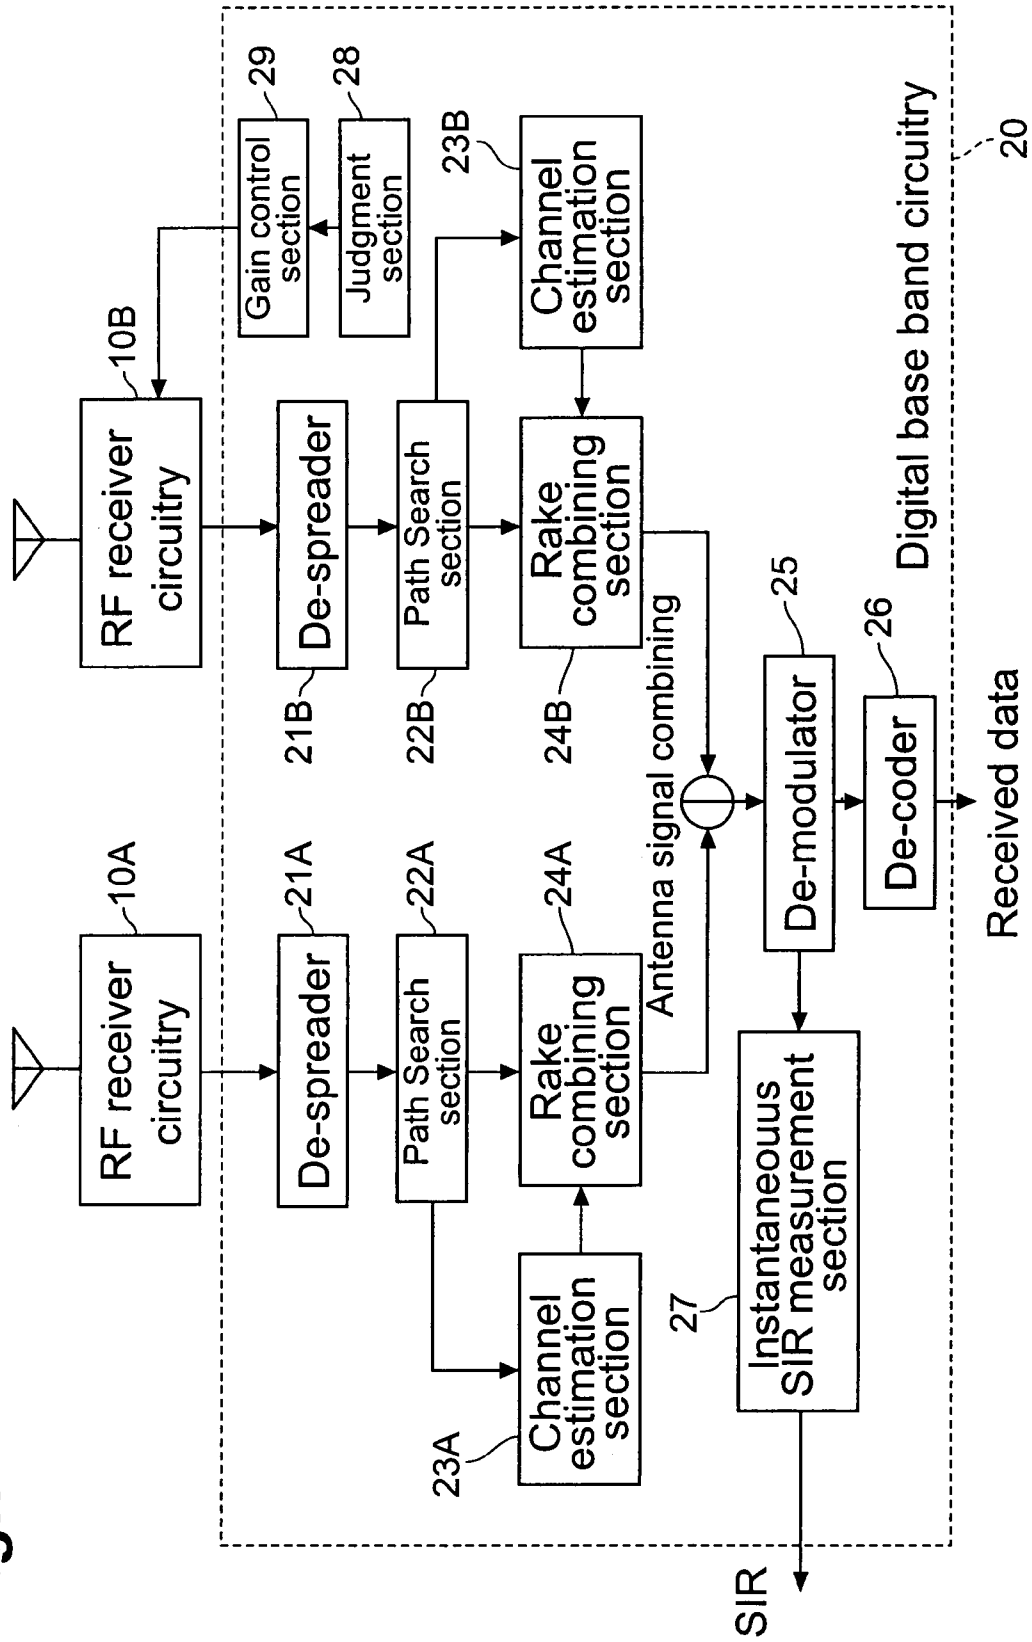 10A
RF receiver
circuitry
10B
RF receiver
circuitry
29
Gain control
section
28
Judgment
section
21A
De-spreader
21B
De-spreader
22A
Path Search
section
22B
Path Search
section
23A
Channel
estimation
section
24A
Rake
combining
section
24B
Rake
combining
section
23B
Channel
estimation
section
Antenna signal combining
27
Instantaneouus
SIR measurement
section
25
De-modulator
26
De-coder
Digital base band circuitry
20
SIR
Received data